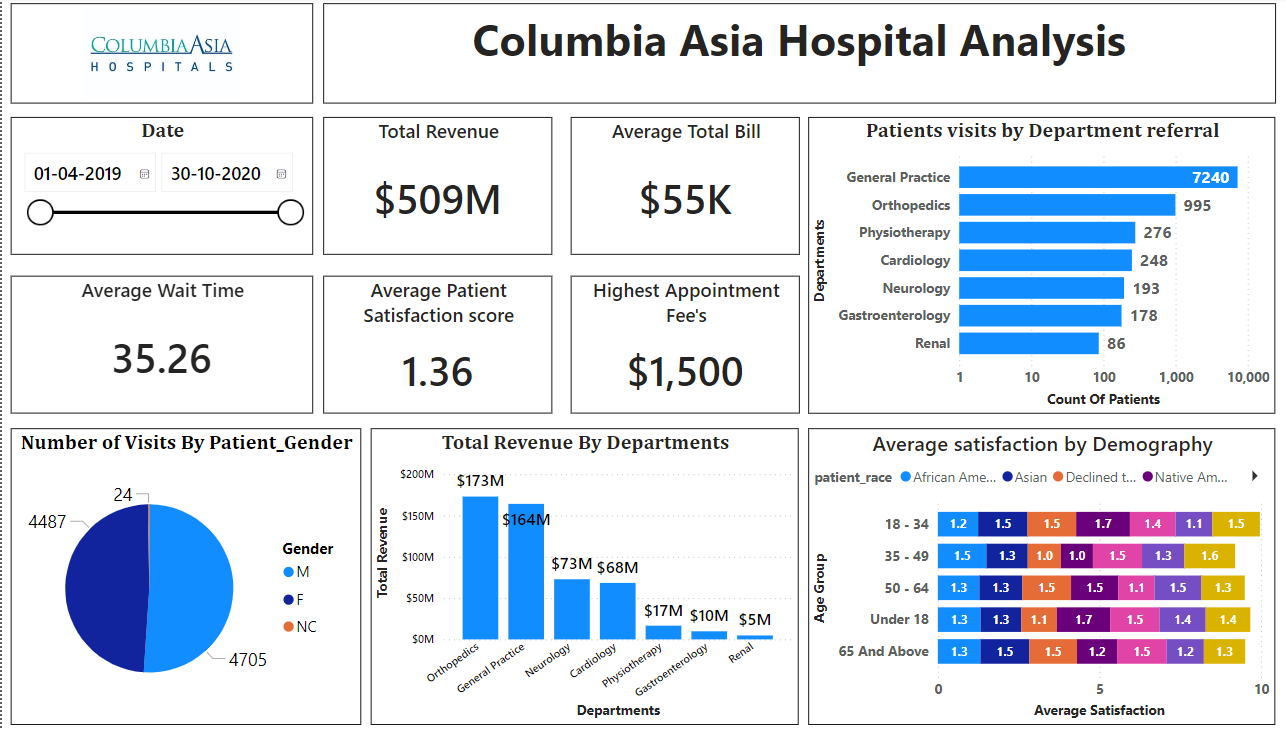 COLUMBIA ASIA
HOSPITALS
Columbia Asia Hospital Analysis
Date
01-04-2019
30-10-2020
Total Revenue
$509M
Average Total Bill
$55K
Average Wait Time
35.26
Average Patient
Satisfaction score
1.36
Highest Appointment
Fee's
$1,500
Patients visits by Department referral
Departments
General Practice 7240
Orthopedics 995
Physiotherapy 276
Cardiology 248
Neurology 193
Gastroenterology 178
Renal 86
1 10 100 1,000 10,000
Count Of Patients
Number of Visits By Patient_Gender
24
4487
4705
Gender
M
F
NC
Total Revenue By Departments
Total Revenue
$200M
$150M
$100M
$50M
$0M
$173M
$164M
$73M
$68M
$17M
$10M
$5M
Orthopedics
General Practice
Neurology
Cardiology
Physiotherapy
Gastroenterology
Renal
Departments
Average satisfaction by Demography
patient_race African Ame... Asian Declined t... Native Am...
Age Group
18 - 34 1.2 1.5 1.5 1.7 1.4 1.1 1.5
35 - 49 1.5 1.3 1.0 1.0 1.5 1.3 1.6
50 - 64 1.3 1.3 1.5 1.5 1.1 1.5 1.3
Under 18 1.3 1.3 1.1 1.7 1.5 1.4 1.4
65 And Above 1.3 1.5 1.5 1.2 1.5 1.2 1.3
0 5 10
Average Satisfaction